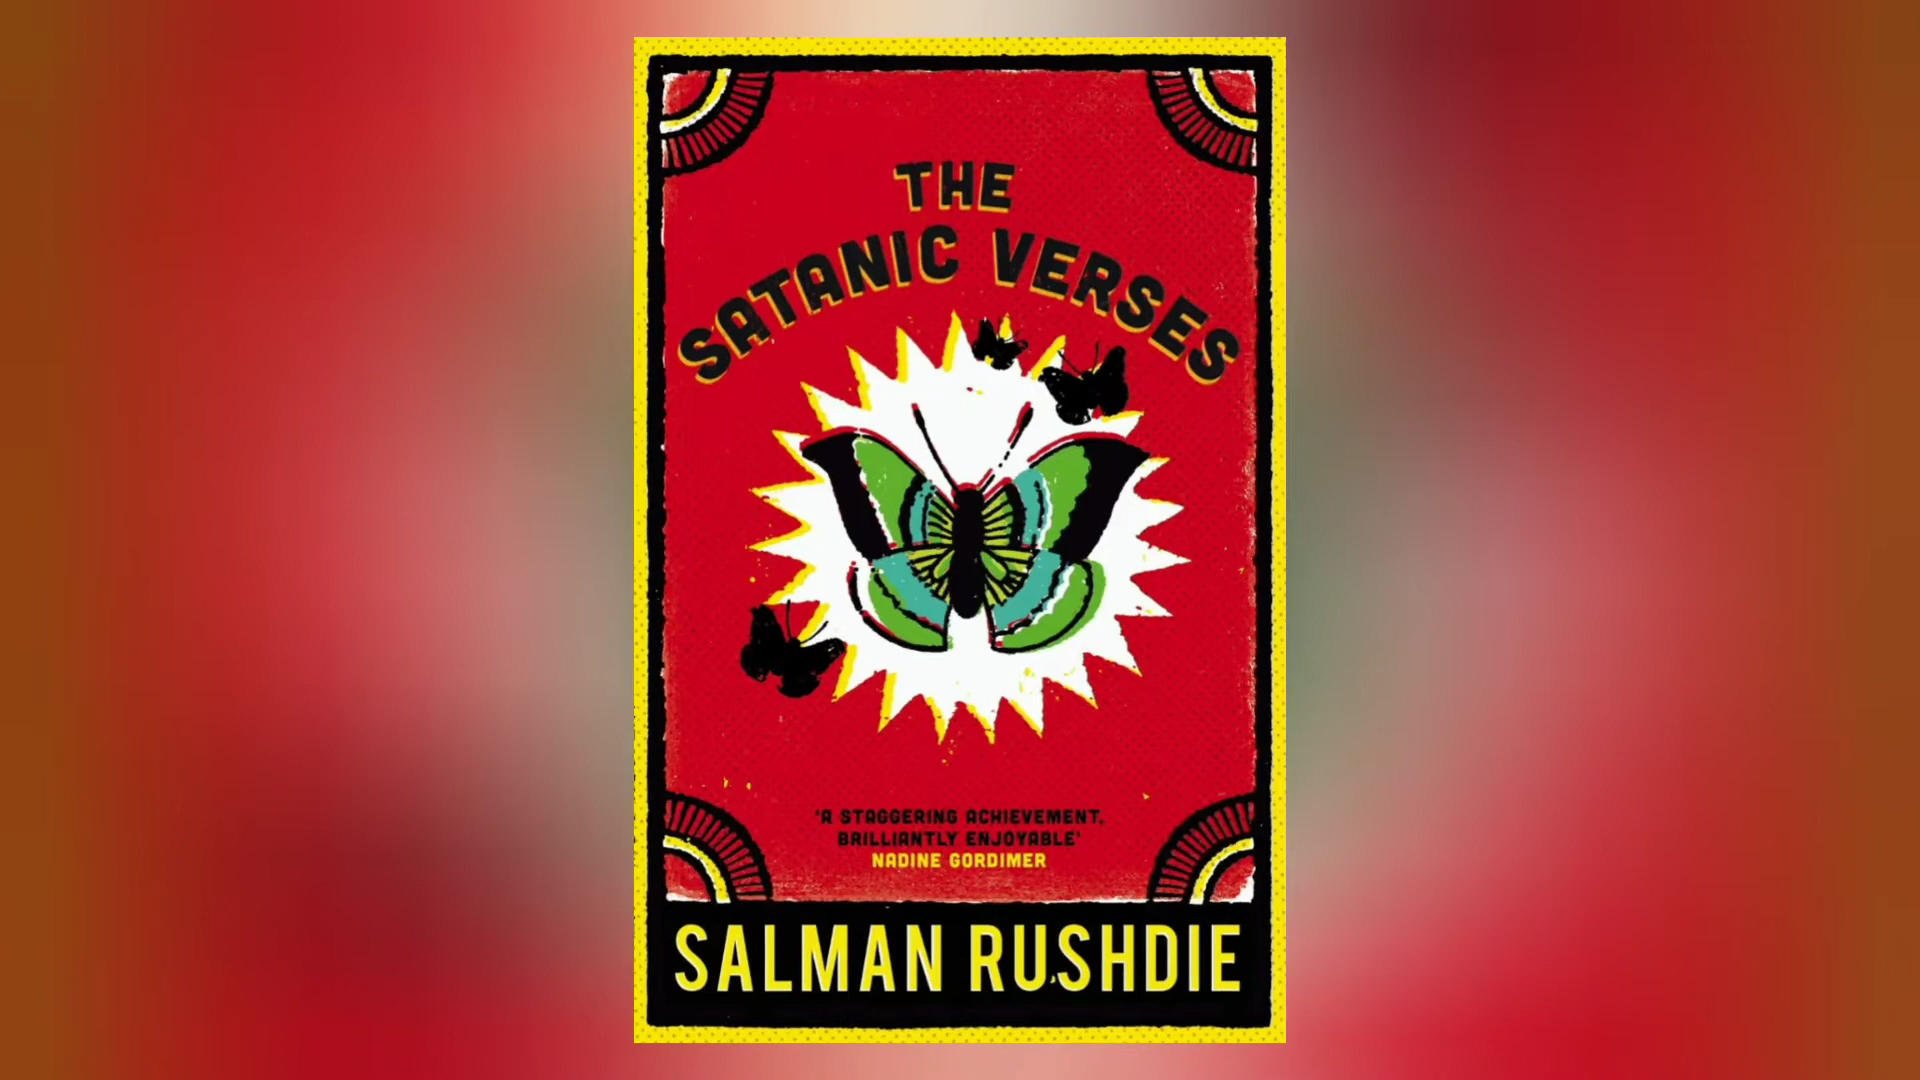 THE
SATANIC VERSES
'A STAGGERING ACHIEVEMENT,
BRILLIANTLY ENJOYABLE'
NADINE GORDIMER
SALMAN RUSHDIE